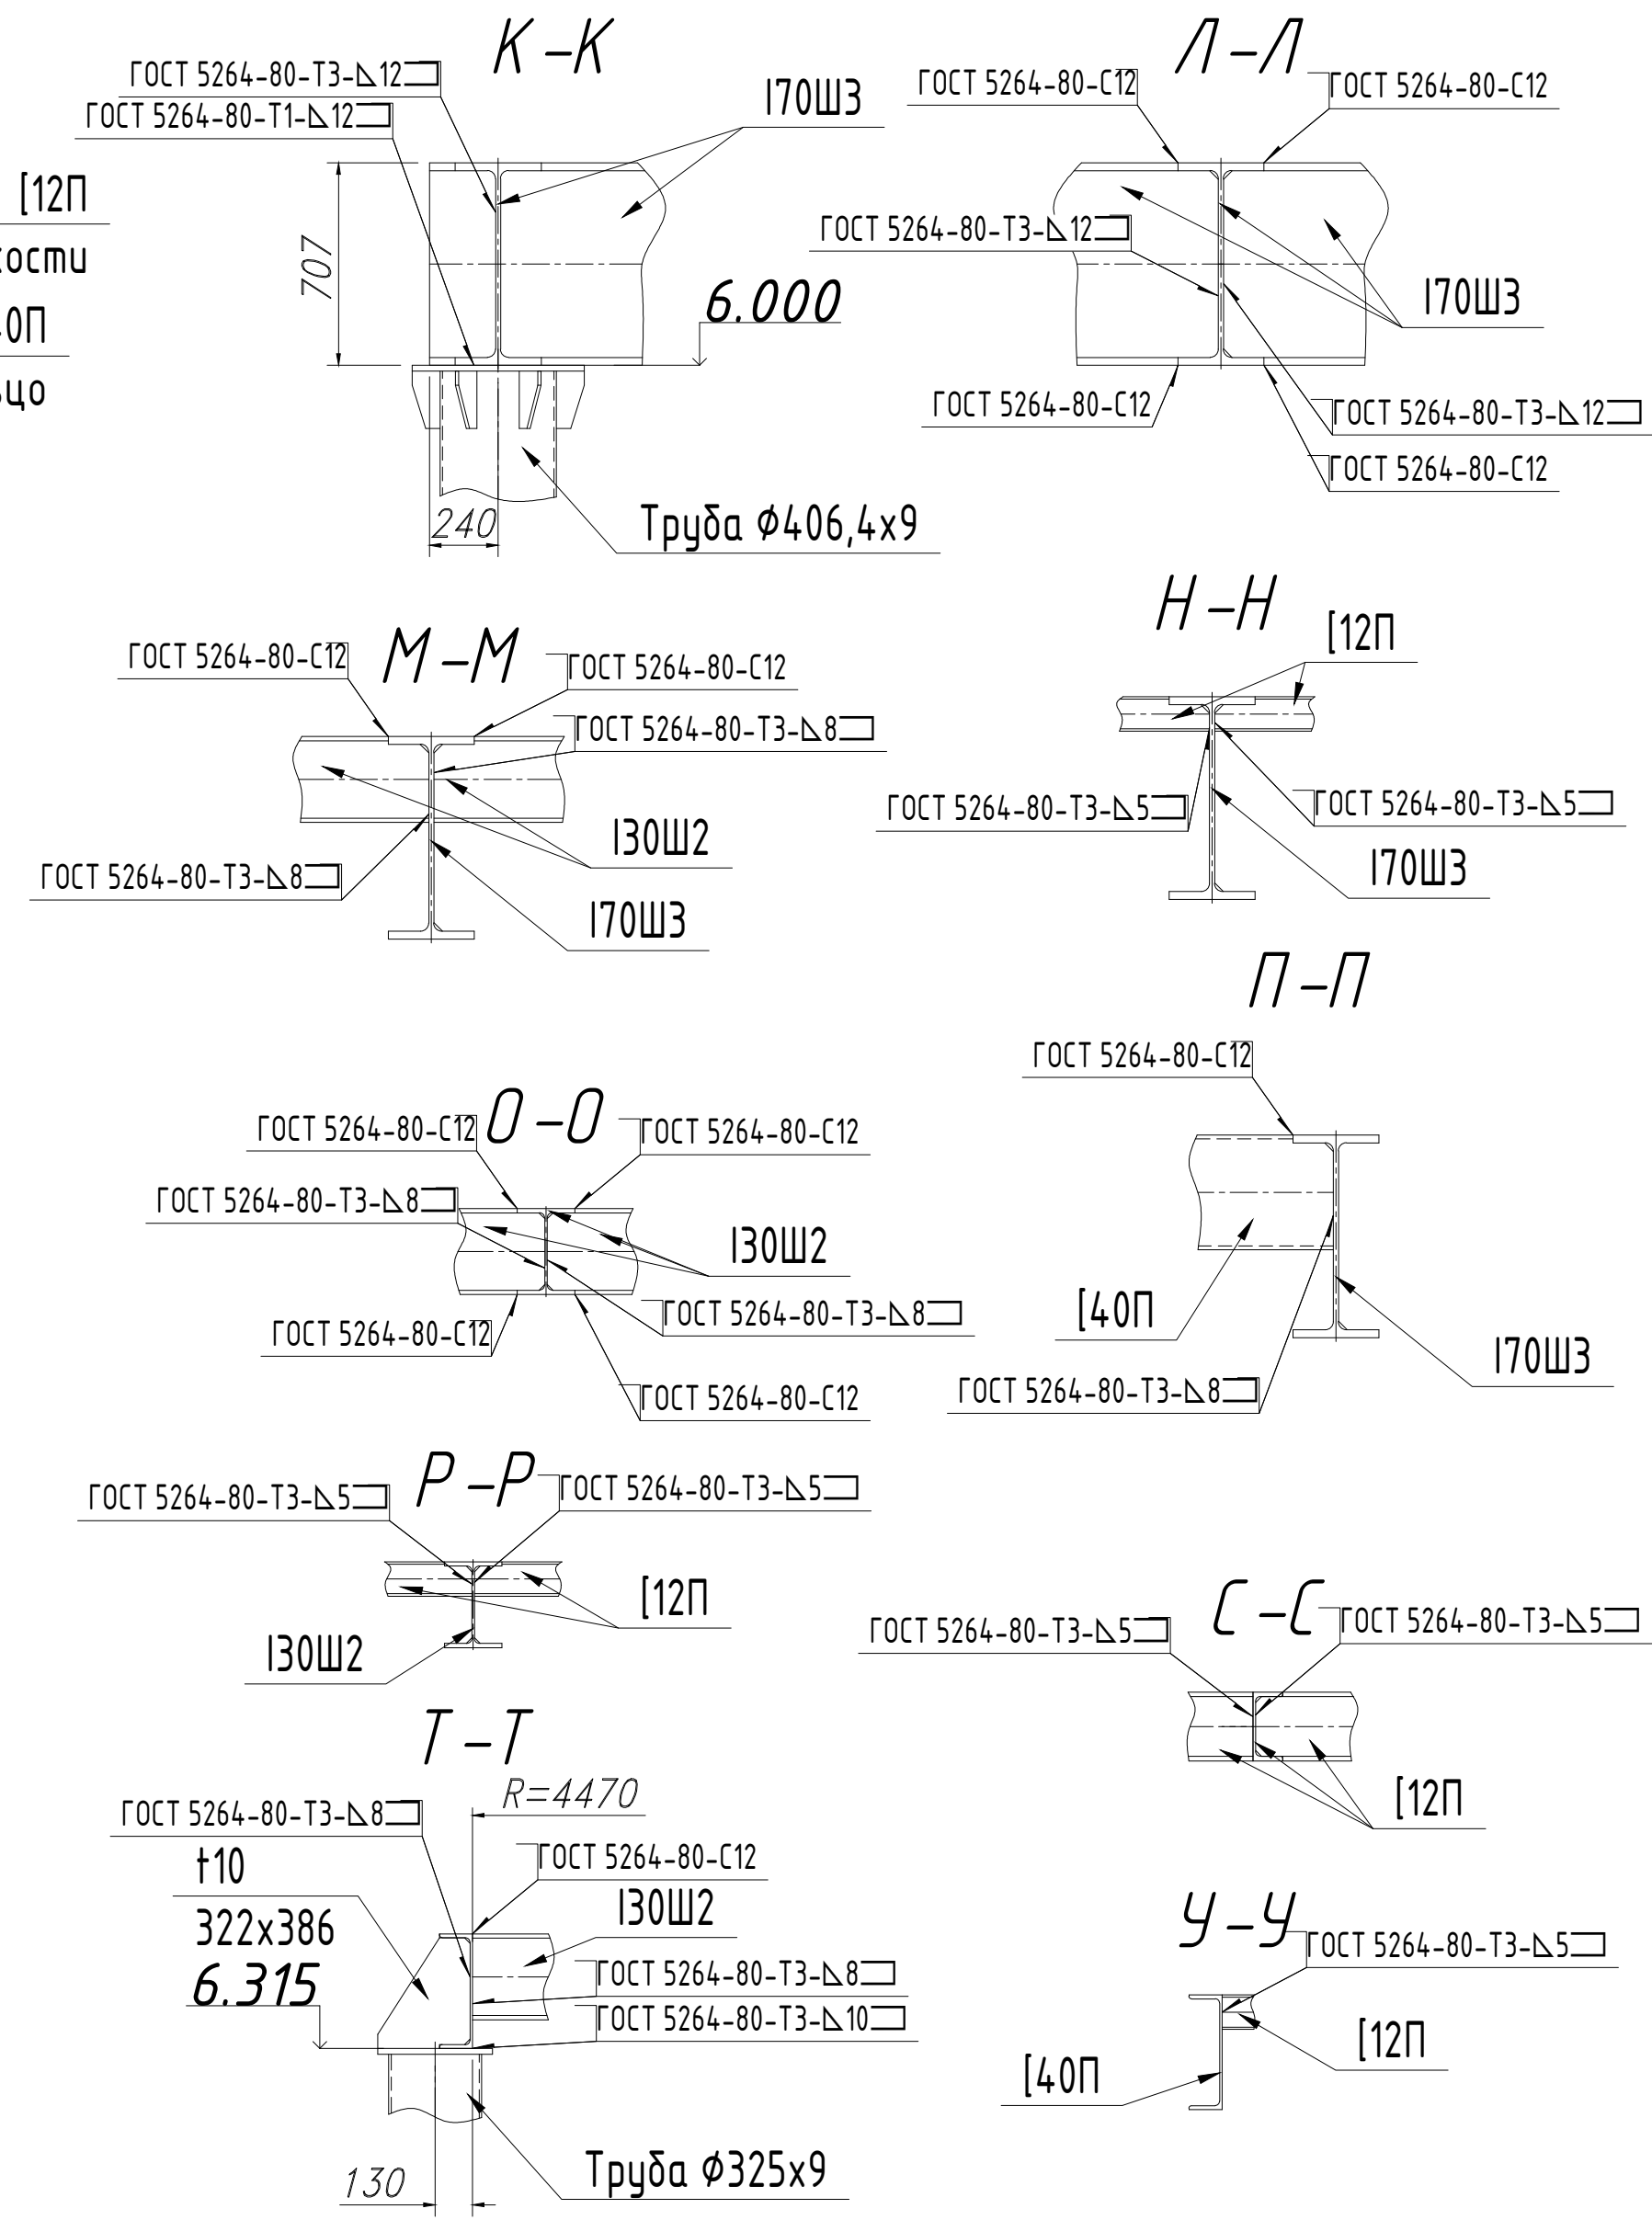 К-К
ГОСТ 5264-80-Т3-⊿12
ГОСТ 5264-80-Т1-⊿12
I70Ш3
[12П
707
6.000
240
Труба Ф406,4х9
Л-Л
ГОСТ 5264-80-С12
ГОСТ 5264-80-С12
ГОСТ 5264-80-Т3-⊿12
I70Ш3
ГОСТ 5264-80-С12
ГОСТ 5264-80-Т3-⊿12
ГОСТ 5264-80-С12
М-М
ГОСТ 5264-80-С12
ГОСТ 5264-80-С12
ГОСТ 5264-80-Т3-⊿8
I30Ш2
ГОСТ 5264-80-Т3-⊿8
I70Ш3
Н-Н
[12П
ГОСТ 5264-80-Т3-⊿5
ГОСТ 5264-80-Т3-⊿5
I70Ш3
П-П
ГОСТ 5264-80-С12
[40П
I70Ш3
ГОСТ 5264-80-Т3-⊿8
О-О
ГОСТ 5264-80-С12
ГОСТ 5264-80-С12
ГОСТ 5264-80-Т3-⊿8
I30Ш2
ГОСТ 5264-80-Т3-⊿8
ГОСТ 5264-80-С12
ГОСТ 5264-80-С12
Р-Р
ГОСТ 5264-80-Т3-⊿5
ГОСТ 5264-80-Т3-⊿5
[12П
I30Ш2
С-С
ГОСТ 5264-80-Т3-⊿5
ГОСТ 5264-80-Т3-⊿5
[12П
Т-Т
R=4470
ГОСТ 5264-80-Т3-⊿8
t10
322х386
6.315
ГОСТ 5264-80-С12
I30Ш2
ГОСТ 5264-80-Т3-⊿8
ГОСТ 5264-80-Т3-⊿10
Труба Ф325х9
130
У-У
ГОСТ 5264-80-Т3-⊿5
[12П
[40П